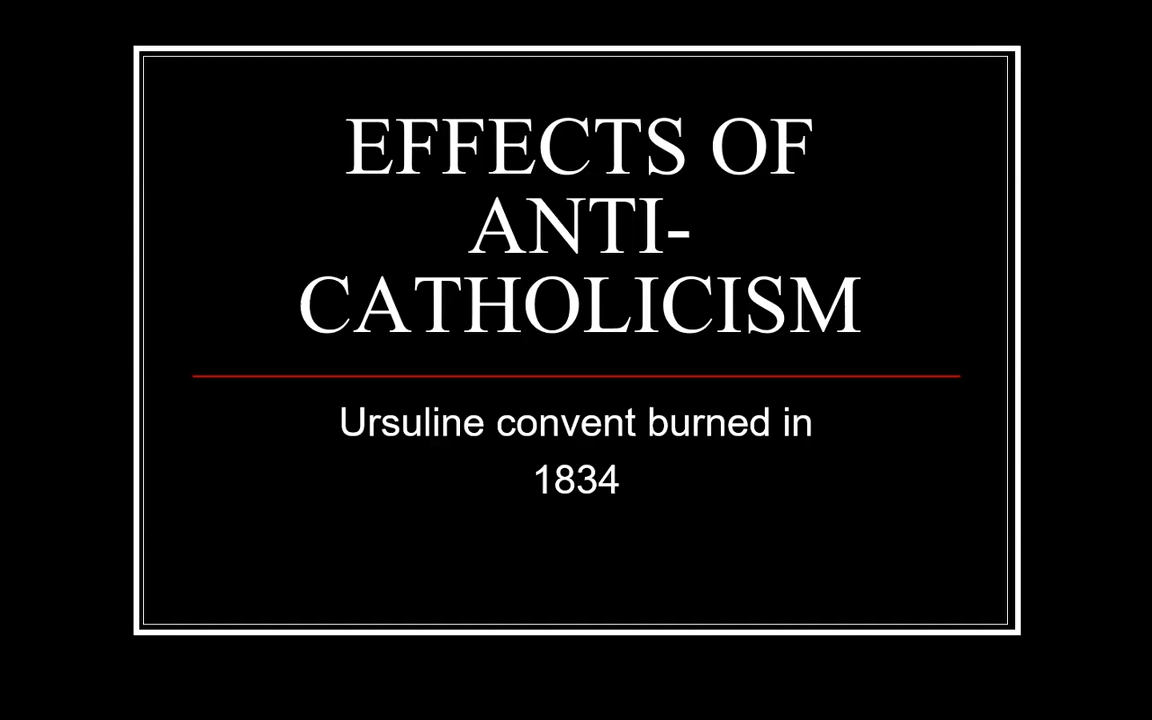 EFFECTS OF
ANTI-
CATHOLICISM
Ursuline convent burned in
1834